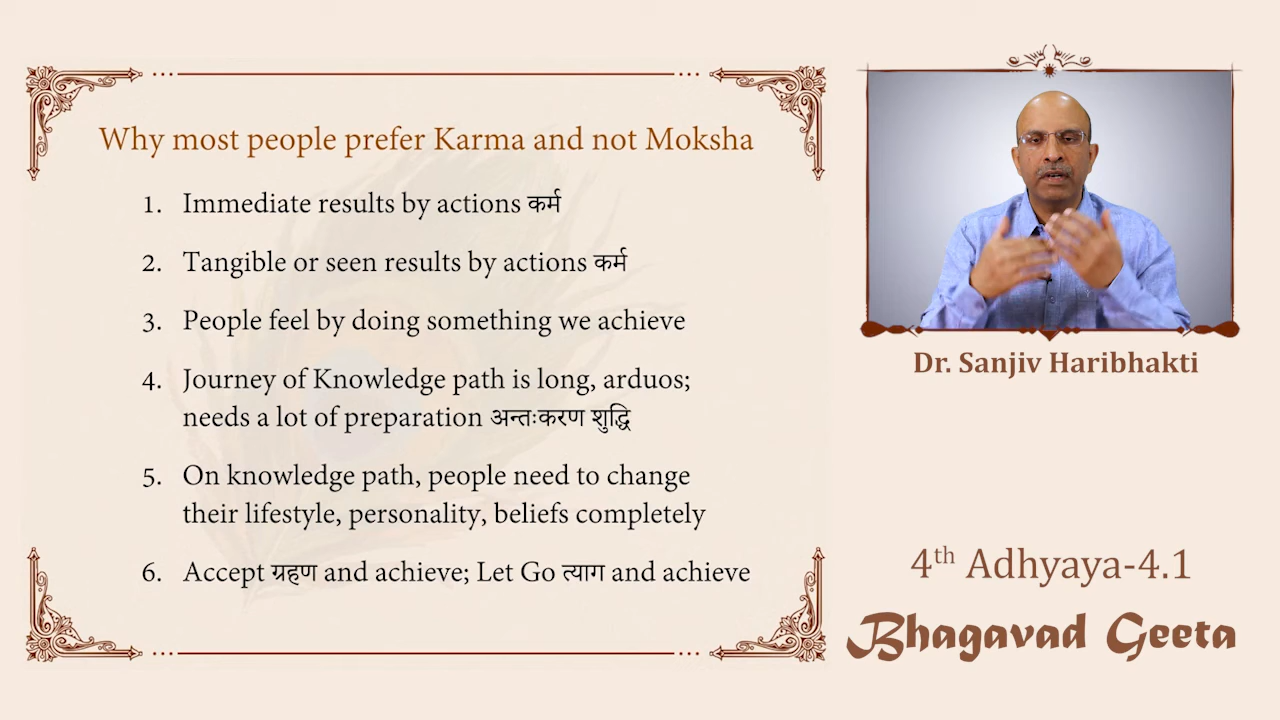 Why most people prefer Karma and not Moksha
1. Immediate results by actions कर्म
2. Tangible or seen results by actions कर्म
3. People feel by doing something we achieve
4. Journey of Knowledge path is long, arduos;
needs a lot of preparation अन्तःकरण शुद्धि
5. On knowledge path, people need to change
their lifestyle, personality, beliefs completely
6. Accept ग्रहण and achieve; Let Go त्याग and achieve
Dr. Sanjiv Haribhakti
4th Adhyaya-4.1
Bhagavad Geeta